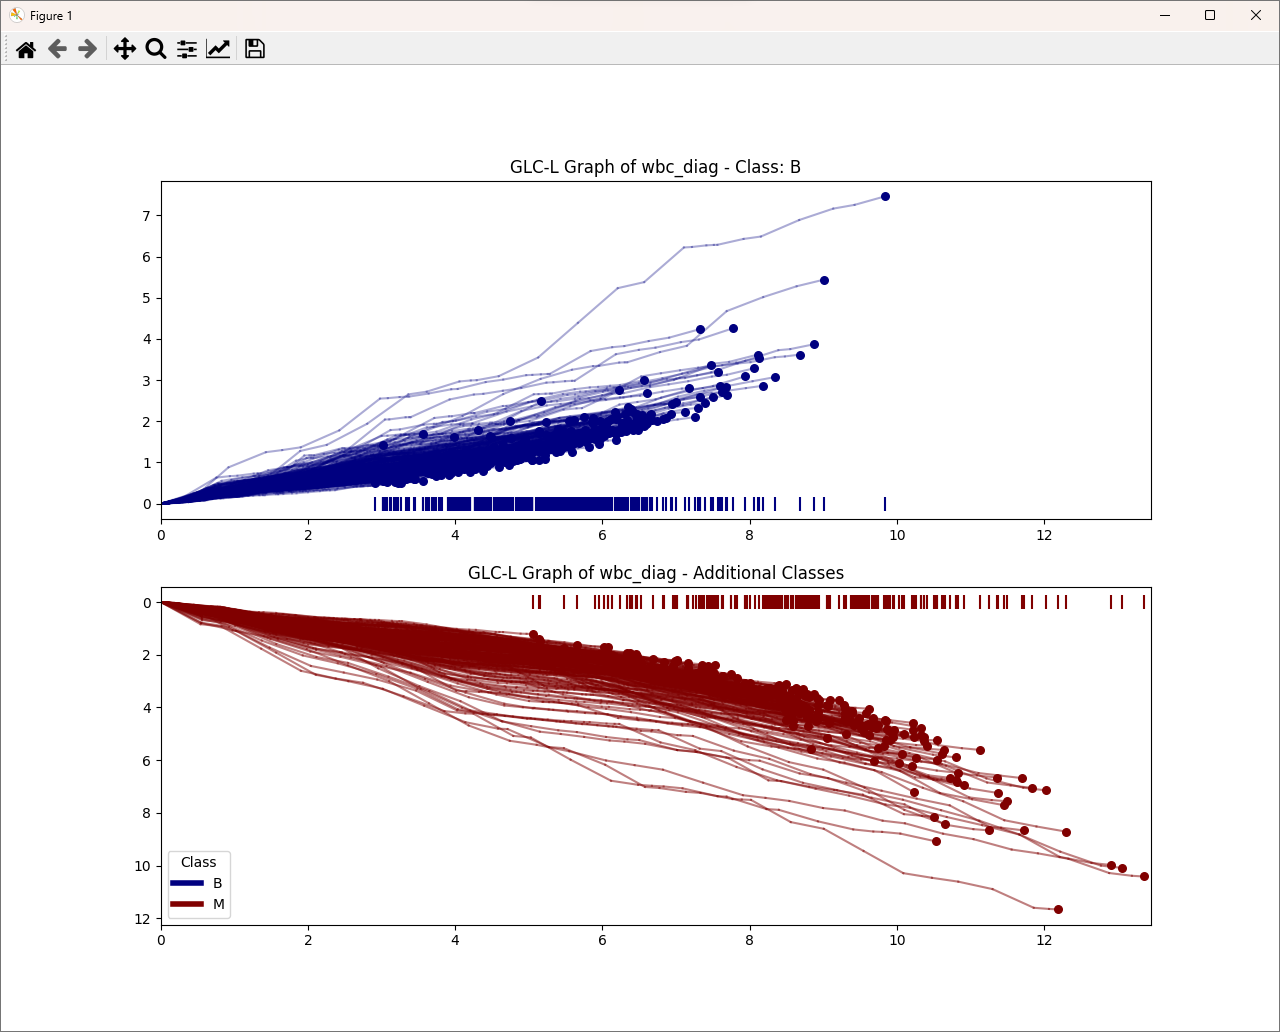 Figure 1
GLC-L Graph of wbc_diag - Class: B
7
6
5
4
3
2
1
0
0 2 4 6 8 10 12
GLC-L Graph of wbc_diag - Additional Classes
0
2
4
6
8
10
12
Class
B
M
0 2 4 6 8 10 12